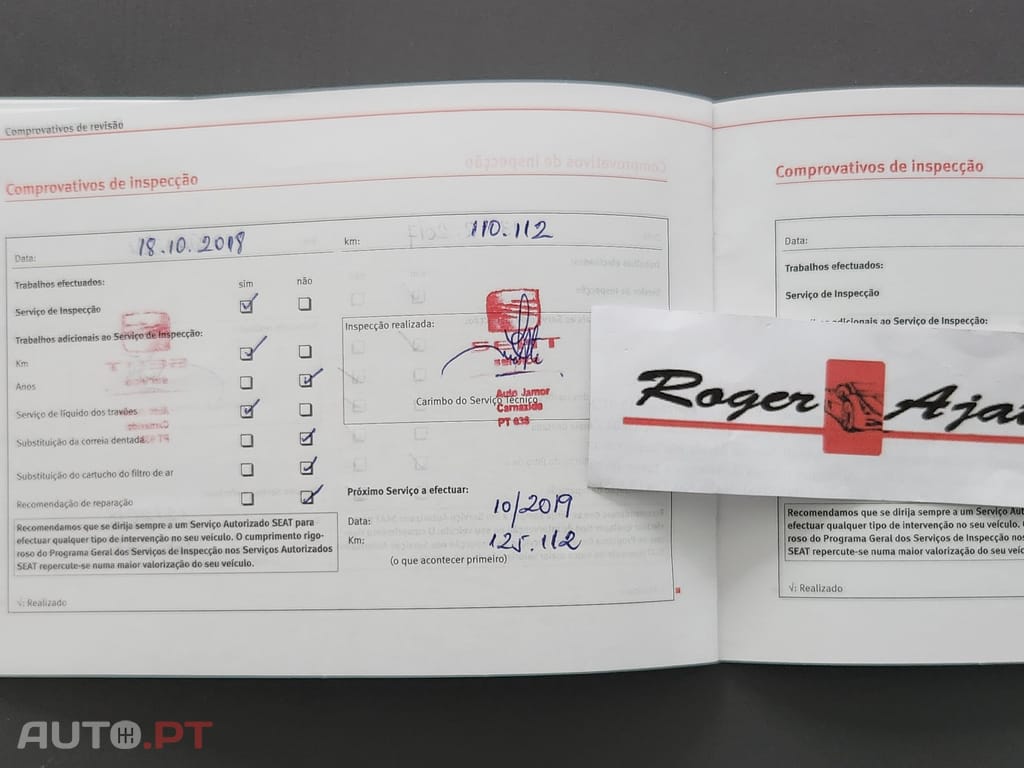 Comprovativos de revisão
Comprovativos de inspecção
Data: 18.10.2018 km: 110.112
Trabalhos efectuados: sim não
Serviço de Inspecção
Trabalhos adicionais ao Serviço de Inspecção:
Km
Anos
Serviço de líquido dos travões
Substituição da correia dentada
Substituição do cartucho do filtro de ar
Recomendação de reparação
Recomendamos que se dirija sempre a um Serviço Autorizado SEAT para
efectuar qualquer tipo de intervenção no seu veículo. O cumprimento rigo-
roso do Programa Geral dos Serviços de Inspecção nos Serviços Autorizados
SEAT repercute-se numa maior valorização do seu veículo.
√: Realizado
Inspecção realizada:
SEAT
Carimbo do Serviço Técnico
Auto Jamor
Carnaxide
PT 038
Próximo Serviço a efectuar:
Data: 10/2019
Km: 125.112
(o que acontecer primeiro)
Comprovativos de inspecção
Data:
Trabalhos efectuados:
Serviço de Inspecção
adicionais ao Serviço de Inspecção:
Roger Aja
Recomendamos que se dirija sempre a um Serviço
efectuar qualquer tipo de intervenção no seu veículo.
roso do Programa Geral dos Serviços de Inspecção nos
SEAT repercute-se numa maior valorização do seu
√: Realizado
AUTO.PT